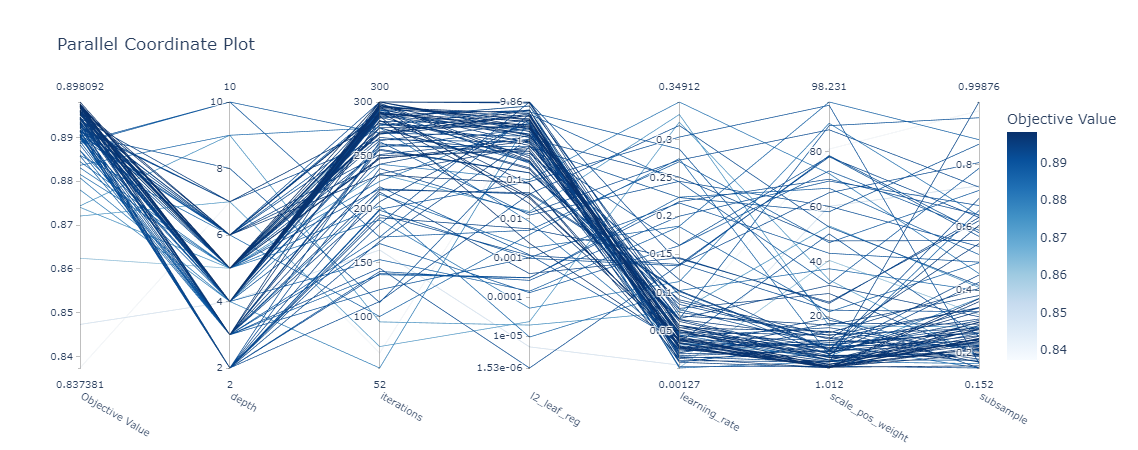 Parallel Coordinate Plot
0.898092 10 300 0.34912 98.231 0.99876
Objective Value
10 300 9.86
0.89 0.3 80 0.8 0.89
0.88 8 250 1 0.25 0.88
0.87 6 200 0.1 0.2 60 0.6 0.87
0.86 150 0.01 0.15 40 0.4 0.86
0.85 4 100 0.001 0.1 20 0.2 0.85
0.84 2 0.0001 0.05 0.84
1e-05
1.53e-06
0.837381 2 52 0.00127 1.012 0.152
Objective Value
depth
iterations
l2_leaf_reg
learning_rate
scale_pos_weight
subsample